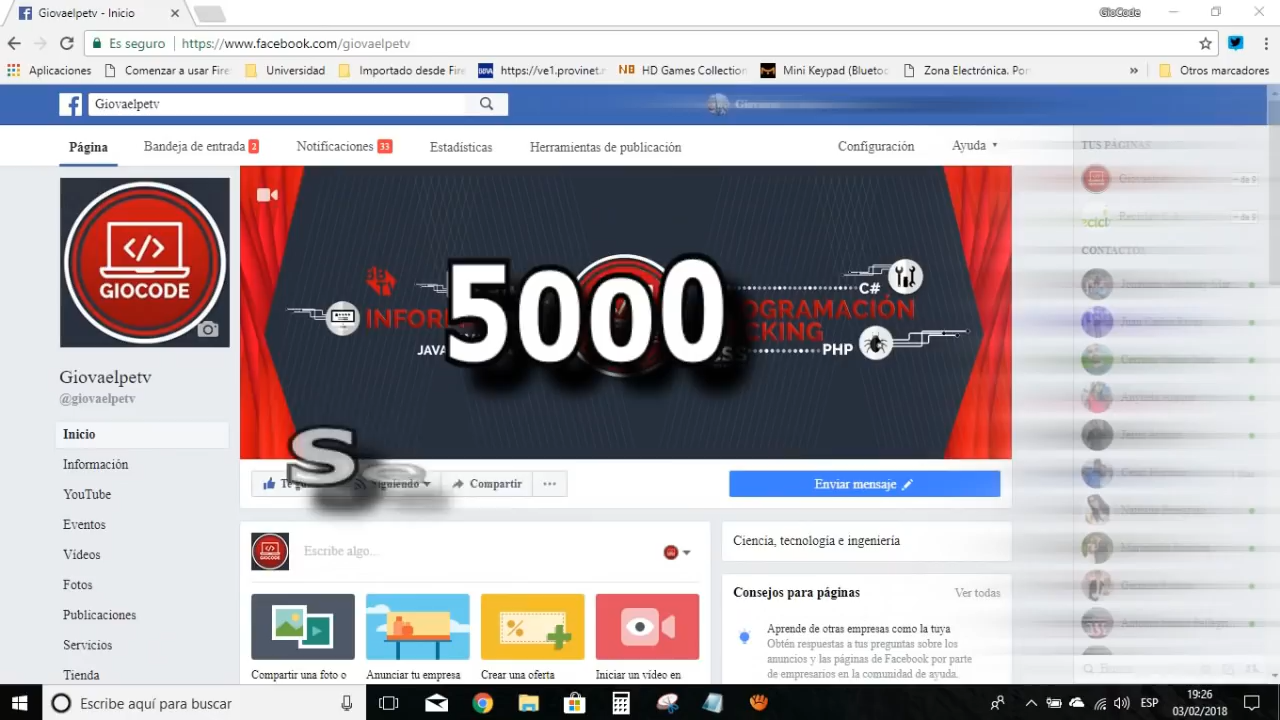 Giovaelpetv - Inicio
GioCode
Es seguro
https://www.facebook.com/giovaelpetv
Aplicaciones
Comenzar a usar Fire
Universidad
Importado desde Fire
https://ve1.provinet.n
HD Games Collection
Mini Keypad (Bluetoo
Zona Electrónica. Por
»
Otros marcadores
Giovaelpetv
Página
Bandeja de entrada 2
Notificaciones 33
Estadísticas
Herramientas de publicación
Configuración
Ayuda
TUS PÁGINAS
GIOCODE
C#
PHP
5000
CONTACTOS
Giovaelpetv
@giovaelpetv
Inicio
Información
YouTube
Eventos
Videos
Fotos
Publicaciones
Servicios
Tienda
S
Siguiendo
Compartir
Enviar mensaje
Escribe algo...
Ciencia, tecnología e ingeniería
Consejos para páginas
Ver todas
Aprende de otras empresas como la tuya
Obtén respuestas a tus preguntas sobre los
anuncios y las páginas de Facebook por parte
de empresarios en la comunidad de ayuda.
Compartir una foto o
Anunciar tu empresa
Crear una oferta
Iniciar un video en
Escribe aquí para buscar
ESP
19:26
03/02/2018